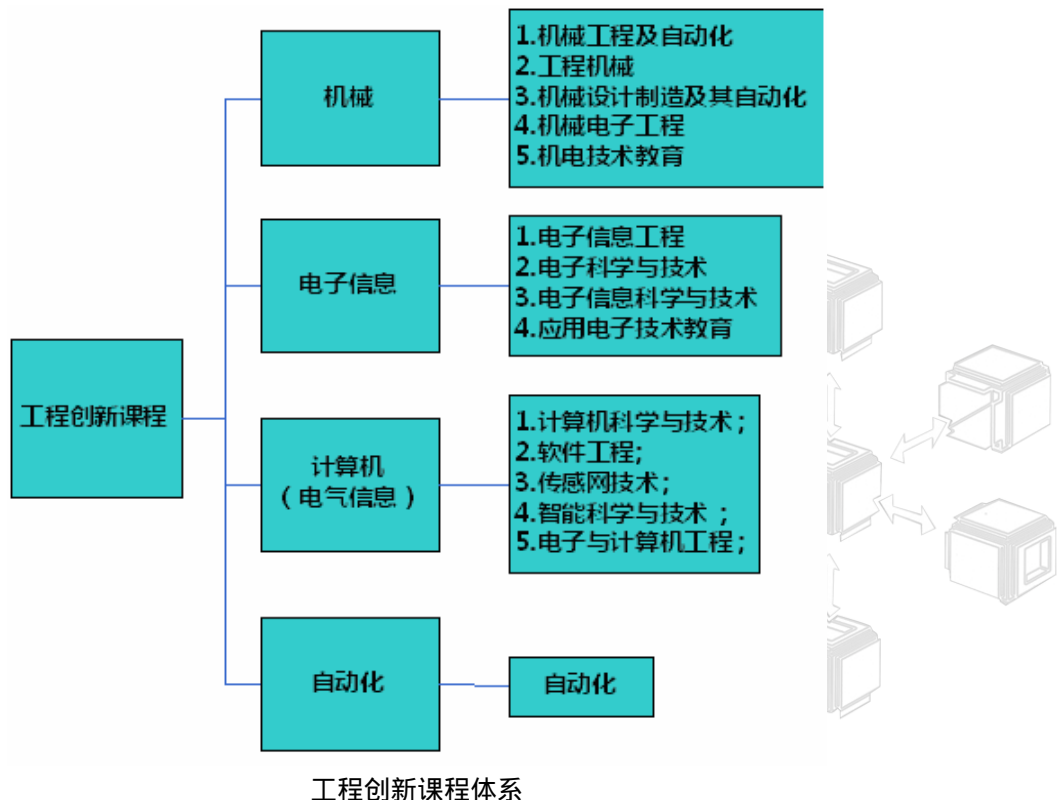 机械
1.机械工程及自动化
2.工程机械
3.机械设计制造及其自动化
4.机械电子工程
5.机电技术教育
电子信息
1.电子信息工程
2.电子科学与技术
3.电子信息科学与技术
4.应用电子技术教育
工程创新课程
计算机
（电气信息）
1.计算机科学与技术；
2.软件工程;
3.传感网技术;
4.智能科学与技术；
5.电子与计算机工程;
自动化
自动化
工程创新课程体系